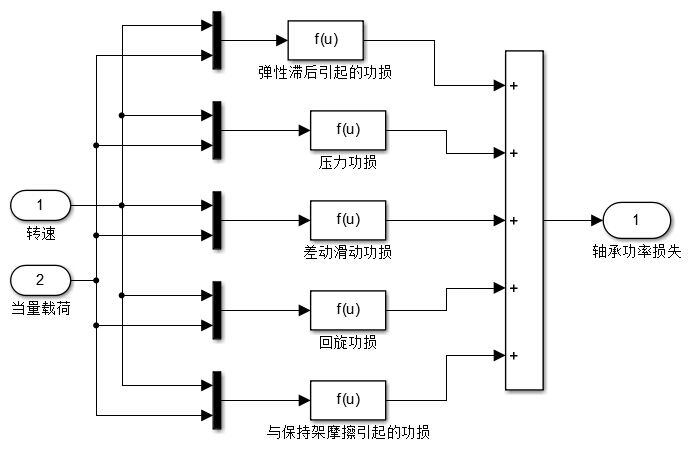 f(u)
弹性滞后引起的功损
+
f(u)
压力功损
+
1
转速
f(u)
差动滑动功损
+
1
轴承功率损失
2
当量载荷
f(u)
回旋功损
+
f(u)
与保持架摩擦引起的功损
+